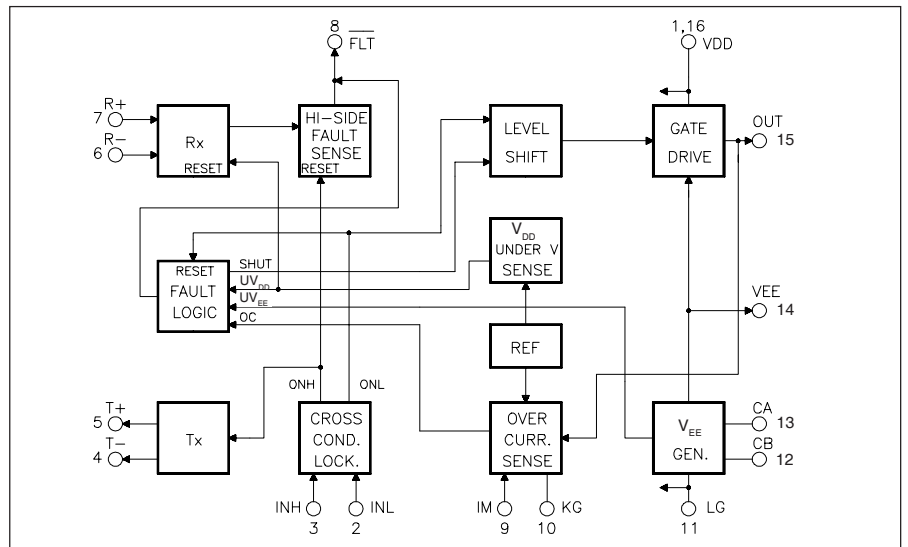 8 FLT
1,16 VDD
R+
7
R-
6
Rx
RESET
HI-SIDE
FAULT
SENSE
RESET
LEVEL
SHIFT
GATE
DRIVE
OUT
15
RESET
FAULT
LOGIC
SHUT
UVDD
UVEE
OC
VDD
UNDER V
SENSE
REF
VEE
14
ONH
ONL
T+
5
T-
4
Tx
CROSS
COND.
LOCK.
OVER
CURR.
SENSE
VEE
GEN.
CA
13
CB
12
INH
3
INL
2
IM
9
KG
10
LG
11